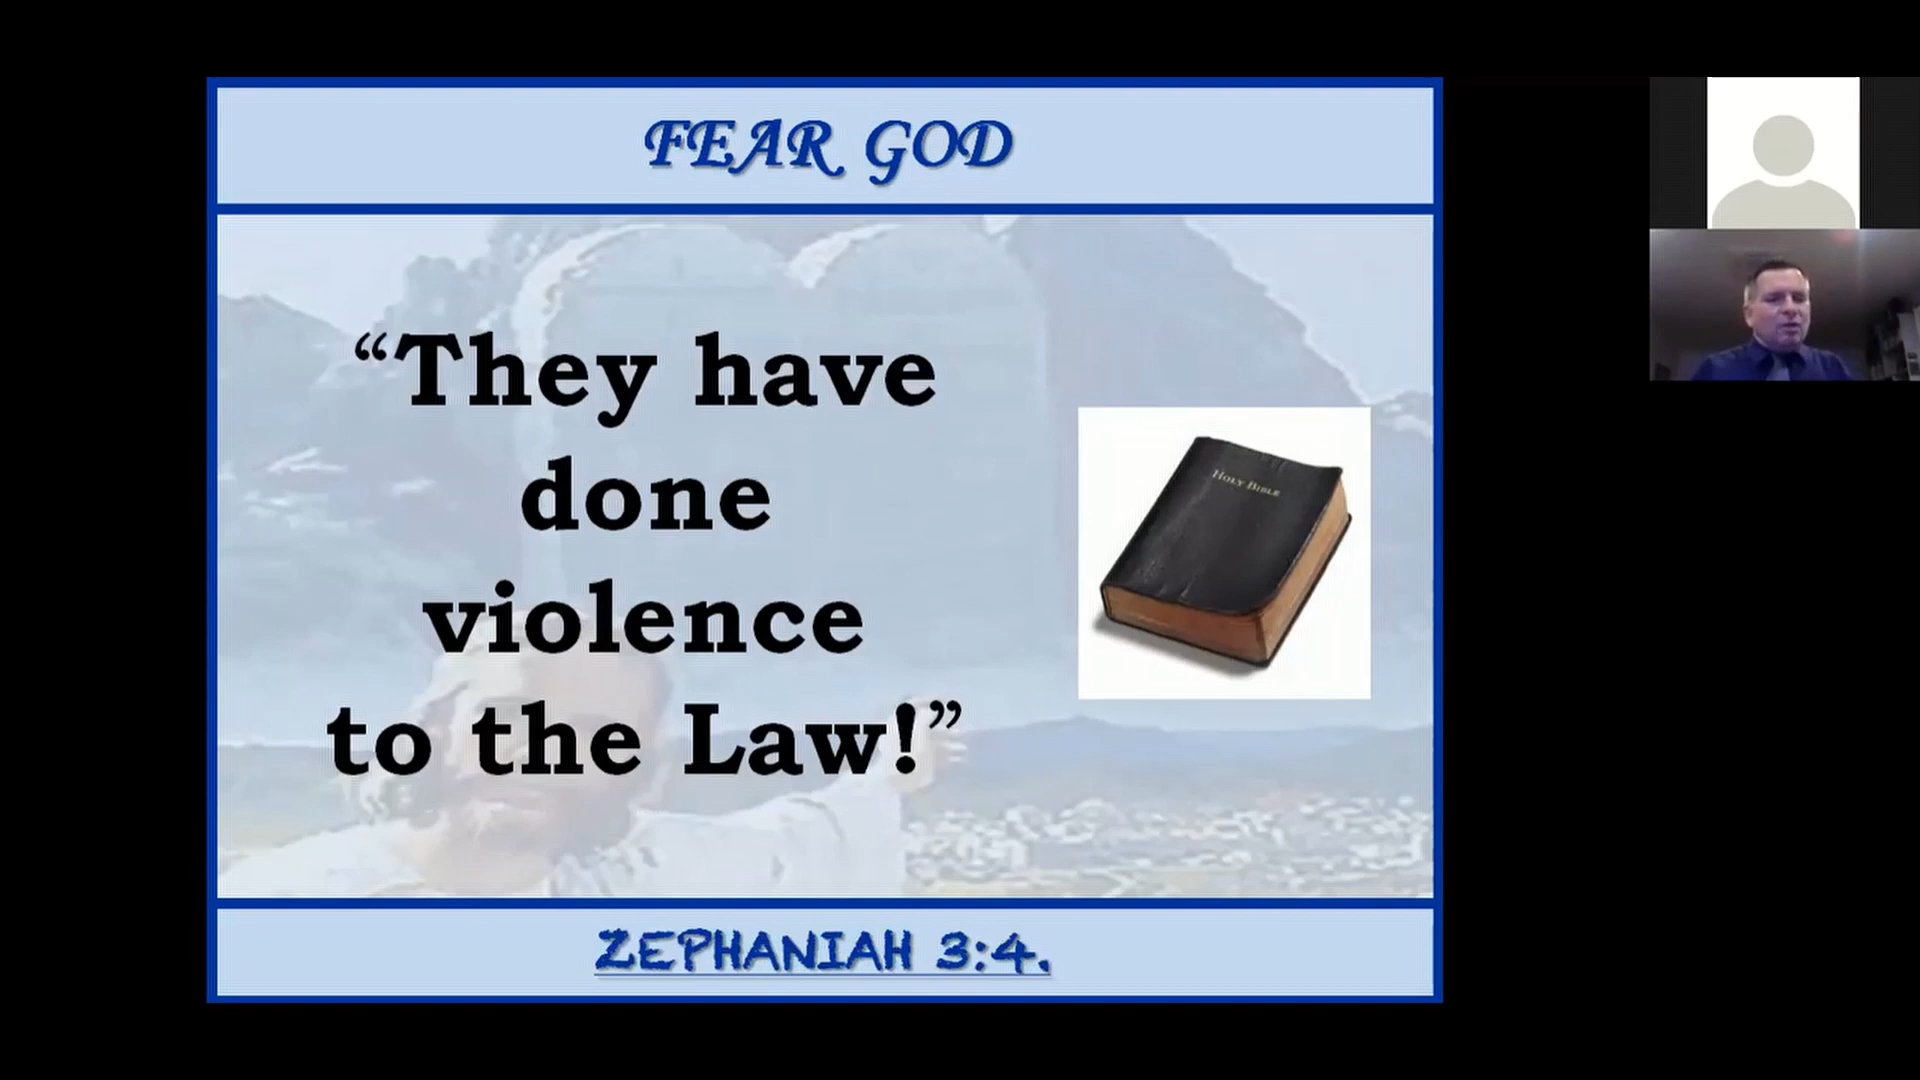 FEAR GOD
“They have
done
violence
to the Law!”
HOLY BIBLE
ZEPHANIAH 3:4.